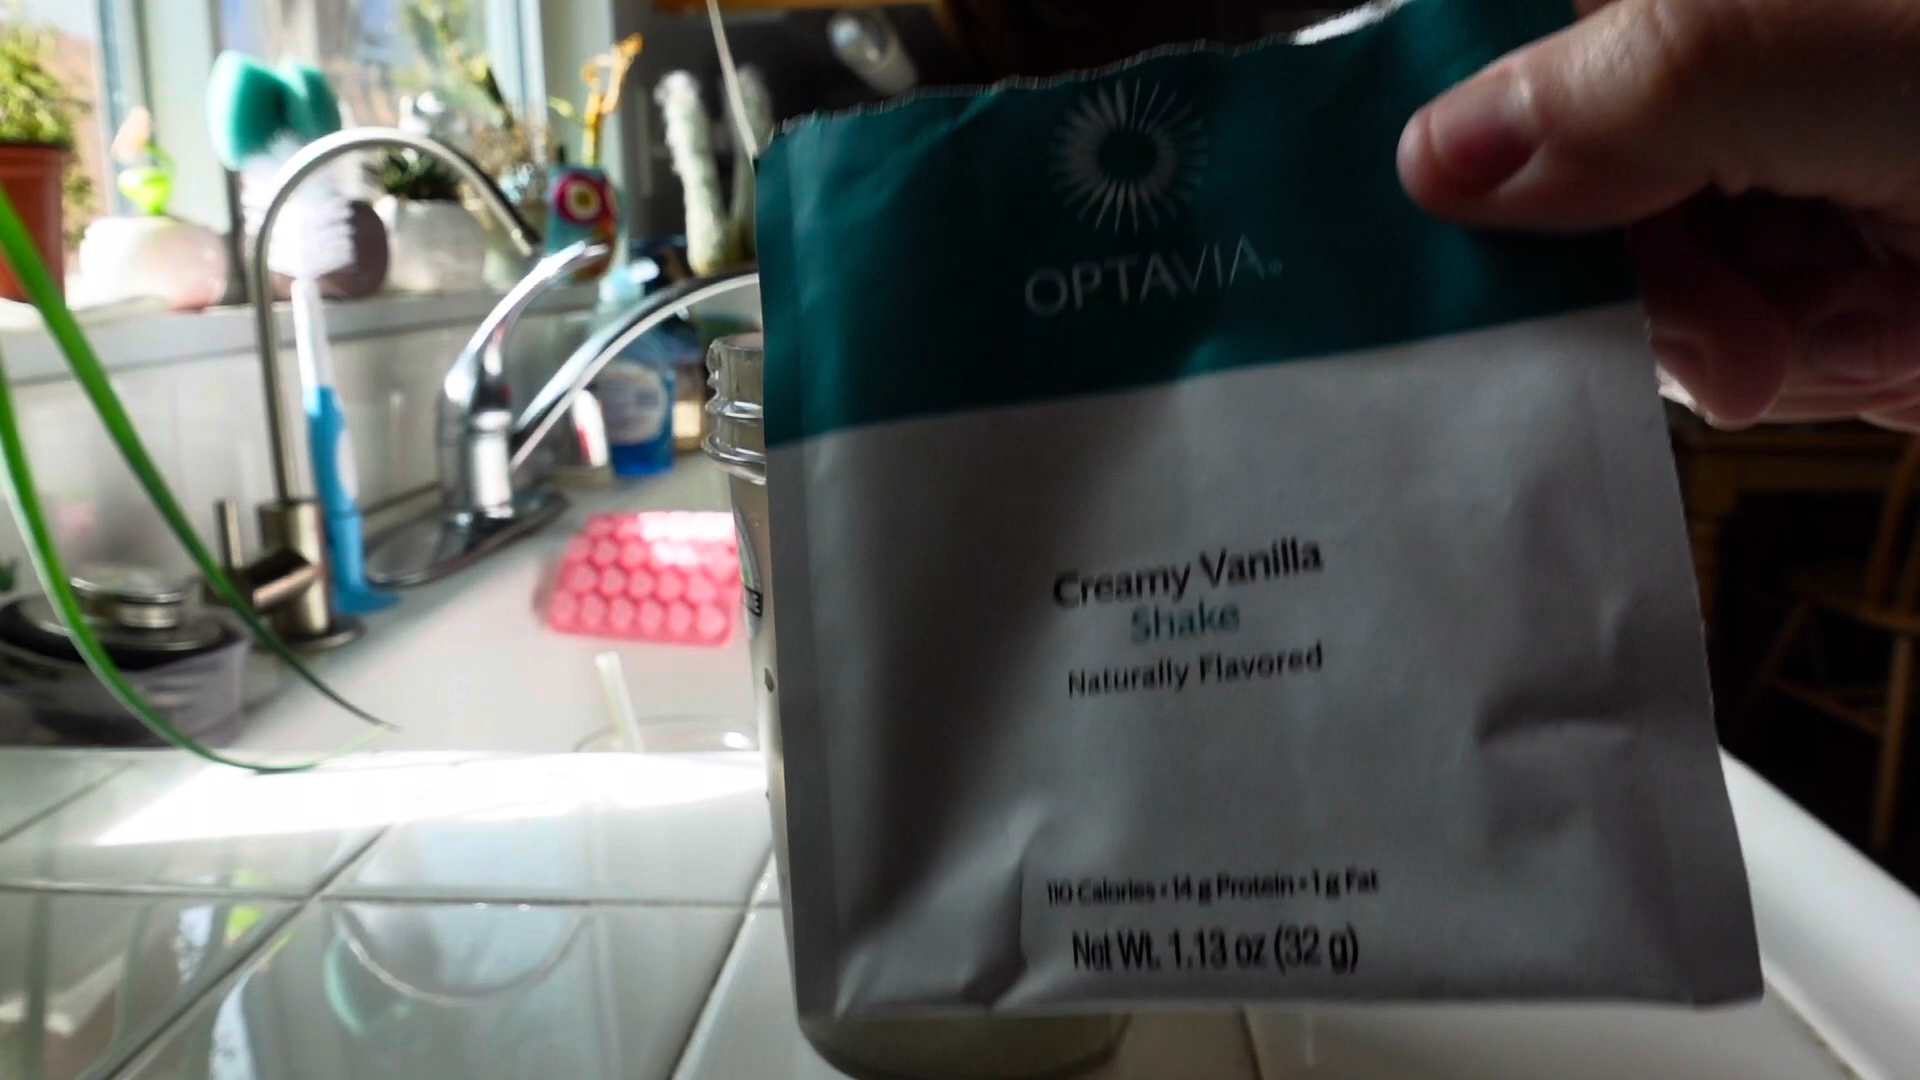 OPTAVIA®
Creamy Vanilla
Shake
Naturally Flavored
110 Calories • 14 g Protein • 1 g Fat
Net Wt. 1.13 oz (32 g)